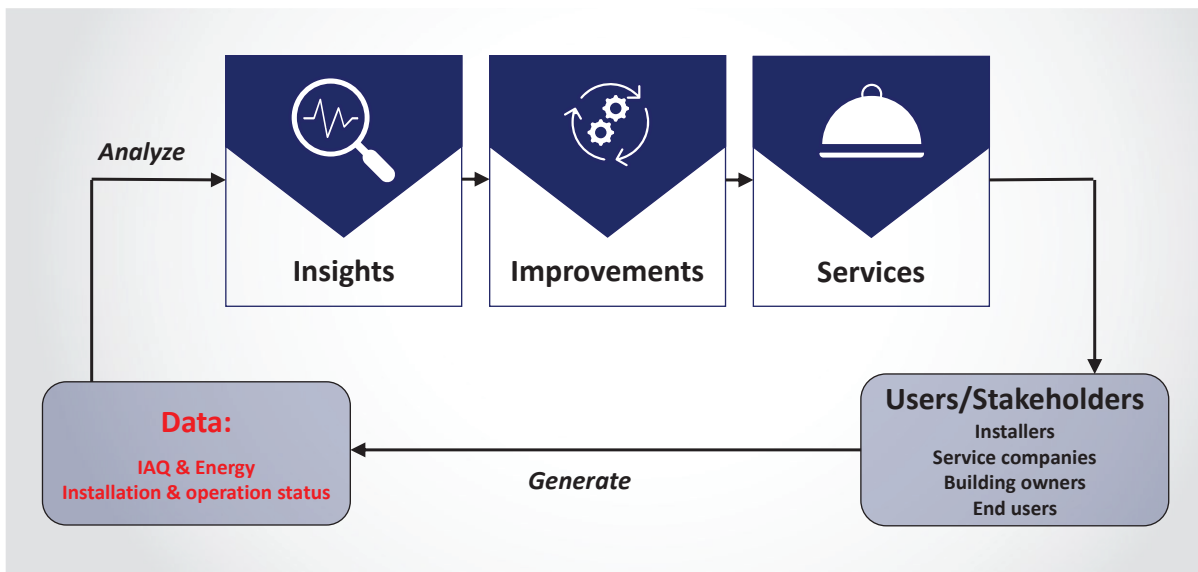 Analyze
Insights
Improvements
Services
Data:
IAQ & Energy
Installation & operation status
Generate
Users/Stakeholders
Installers
Service companies
Building owners
End users